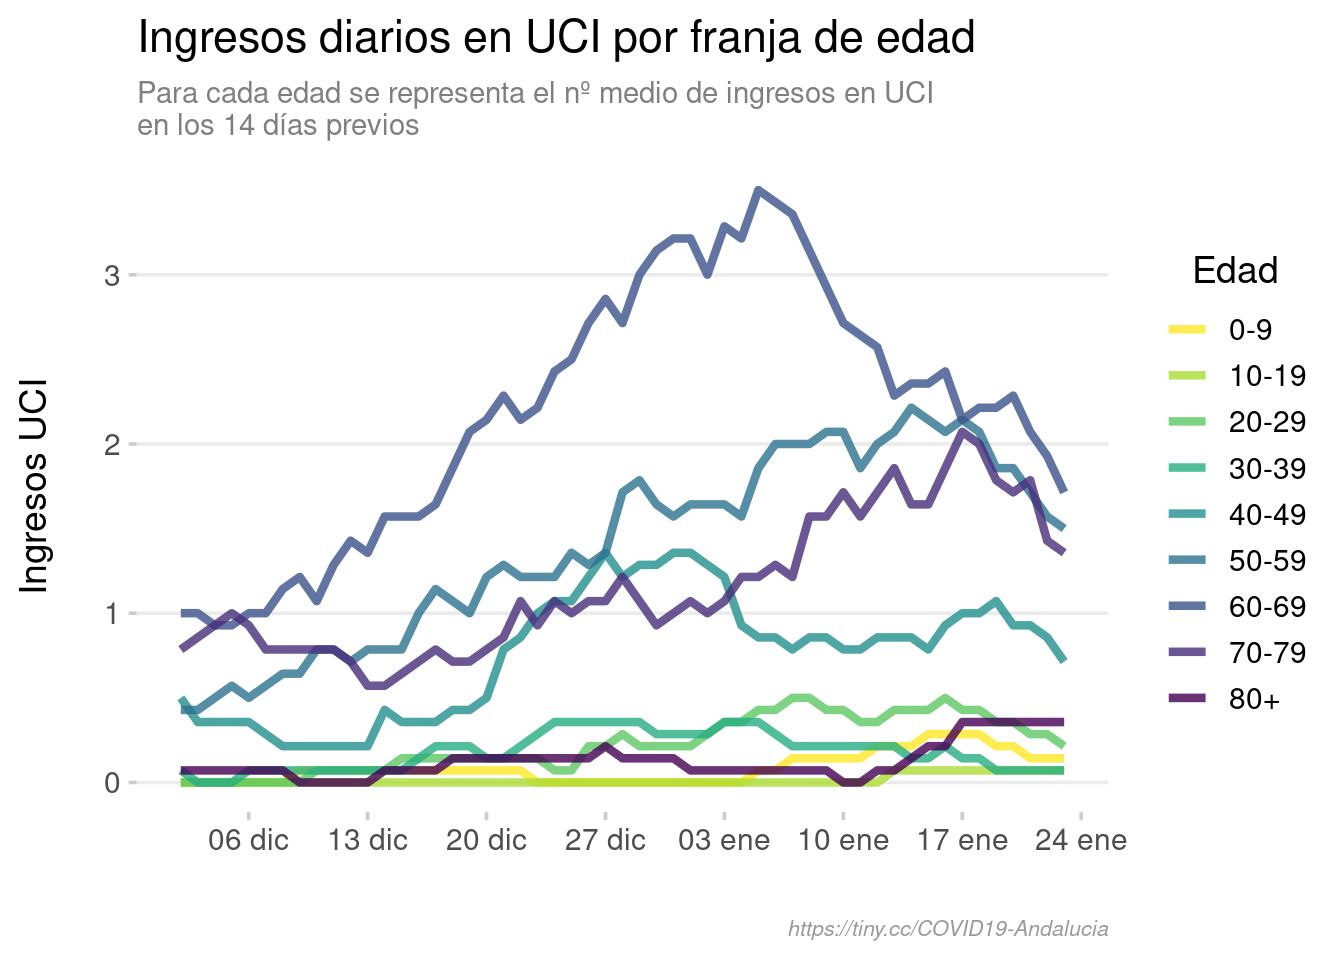 Ingresos diarios en UCI por franja de edad
Para cada edad se representa el nº medio de ingresos en UCI
en los 14 días previos
Ingresos UCI
3
2
1
0
06 dic
13 dic
20 dic
27 dic
03 ene
10 ene
17 ene
24 ene
Edad
0-9
10-19
20-29
30-39
40-49
50-59
60-69
70-79
80+
https://tiny.cc/COVID19-Andalucia